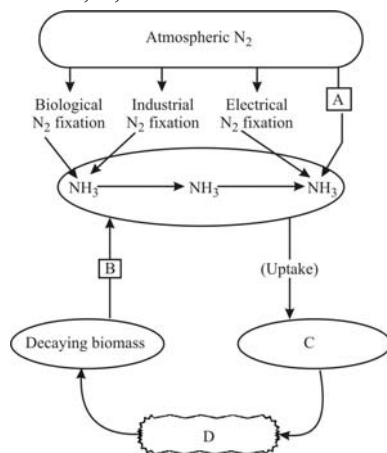 Atmospheric N2
Biological
N2 fixation
Industrial
N2 fixation
Electrical
N2 fixation
A
NH3
NH3
NH3
B
(Uptake)
Decaying biomass
C
D